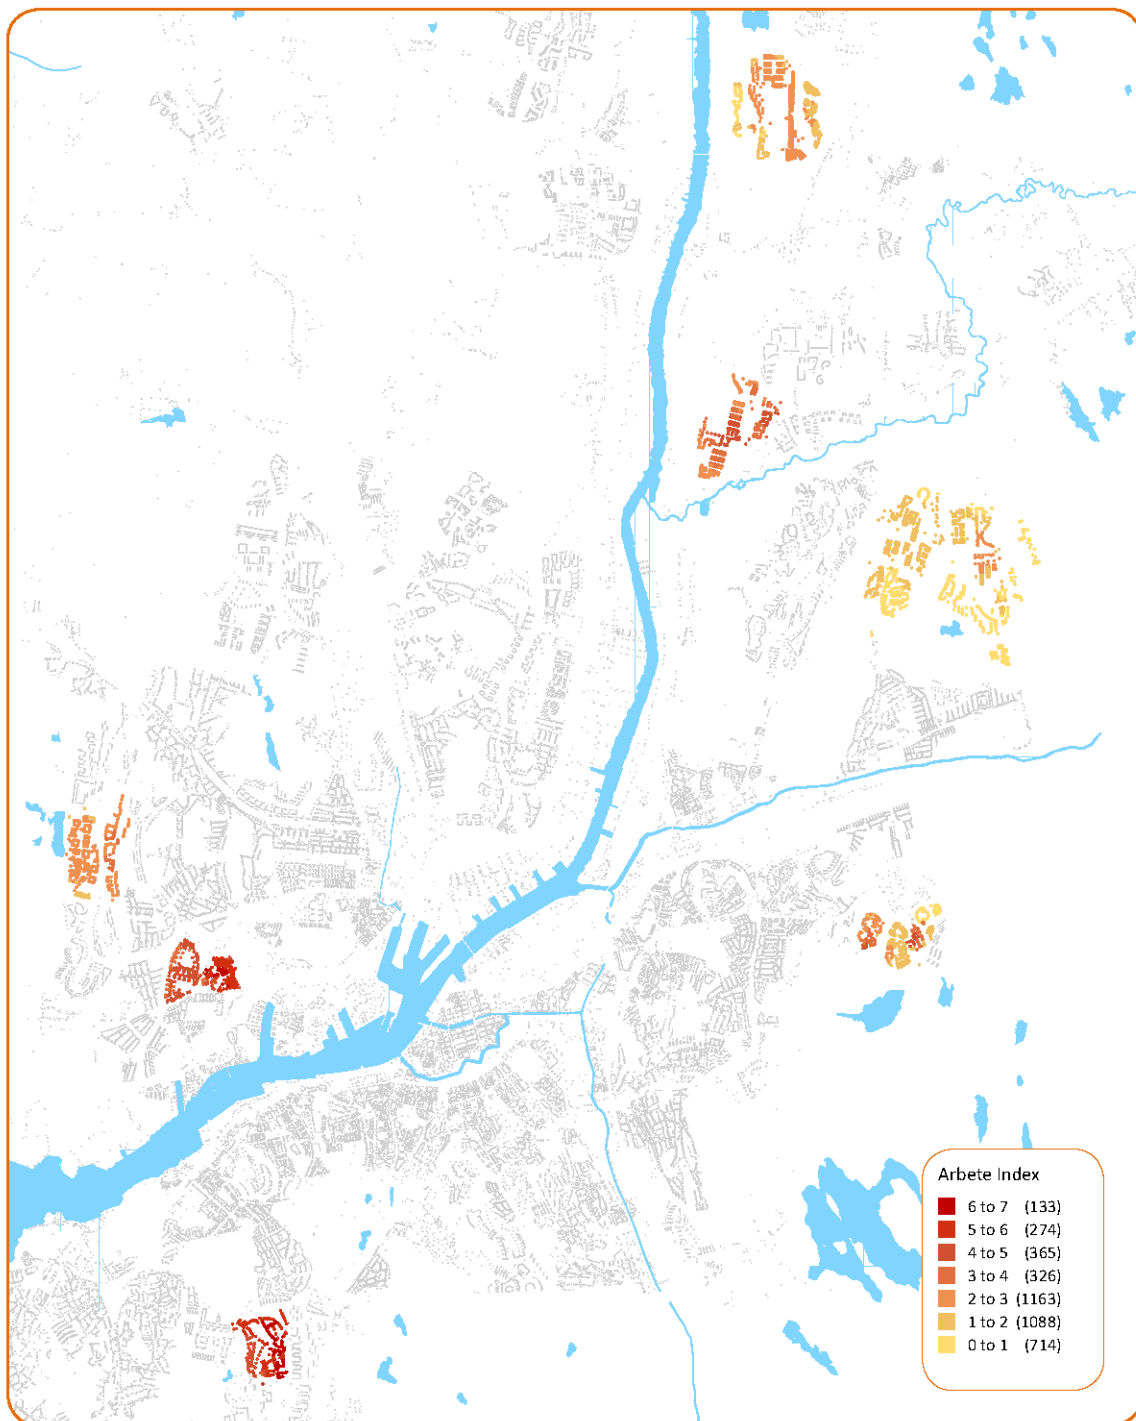 Arbete Index
6 to 7 (133)
5 to 6 (274)
4 to 5 (365)
3 to 4 (326)
2 to 3 (1163)
1 to 2 (1088)
0 to 1 (714)